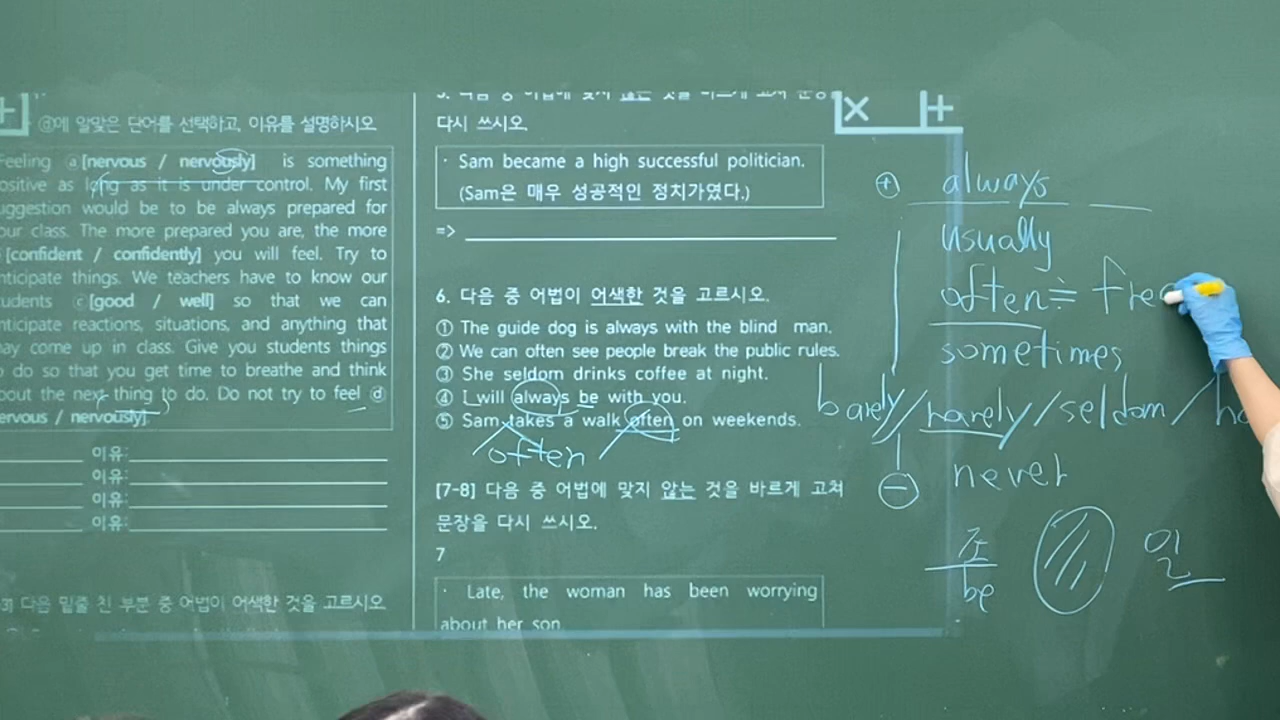 ⓓ에 알맞은 단어를 선택하고, 이유를 설명하시오
Feeling ⓐ[nervous / nervously] is something
ositive as long as it is under control. My first
uggestion would be to be always prepared for
our class. The more prepared you are, the more
[confident / confidently] you will feel. Try to
nticipate things. We teachers have to know our
tudents ⓒ[good / well] so that we can
nticipate reactions, situations, and anything that
ay come up in class. Give you students things
o do so that you get time to breathe and think
bout the next thing to do. Do not try to feel ⓓ
ervous / nervously].
이유:
이유:
이유:
이유:
다음 밑줄 친 부분 중 어법이 어색한 것을 고르시오
다시 쓰시오.
· Sam became a high successful politician.
(Sam은 매우 성공적인 정치가였다.)
=>
6. 다음 중 어법이 어색한 것을 고르시오.
① The guide dog is always with the blind man.
② We can often see people break the public rules.
③ She seldom drinks coffee at night.
④ I will always be with you.
⑤ Sam takes a walk often on weekends.
often
[7-8] 다음 중 어법에 맞지 않는 것을 바르게 고쳐
문장을 다시 쓰시오.
7
· Late, the woman has been worrying
about her son.
⊕ always
usually
often ≒ fre
sometimes
barely / rarely / seldom / ha
⊖ never
조 일
be